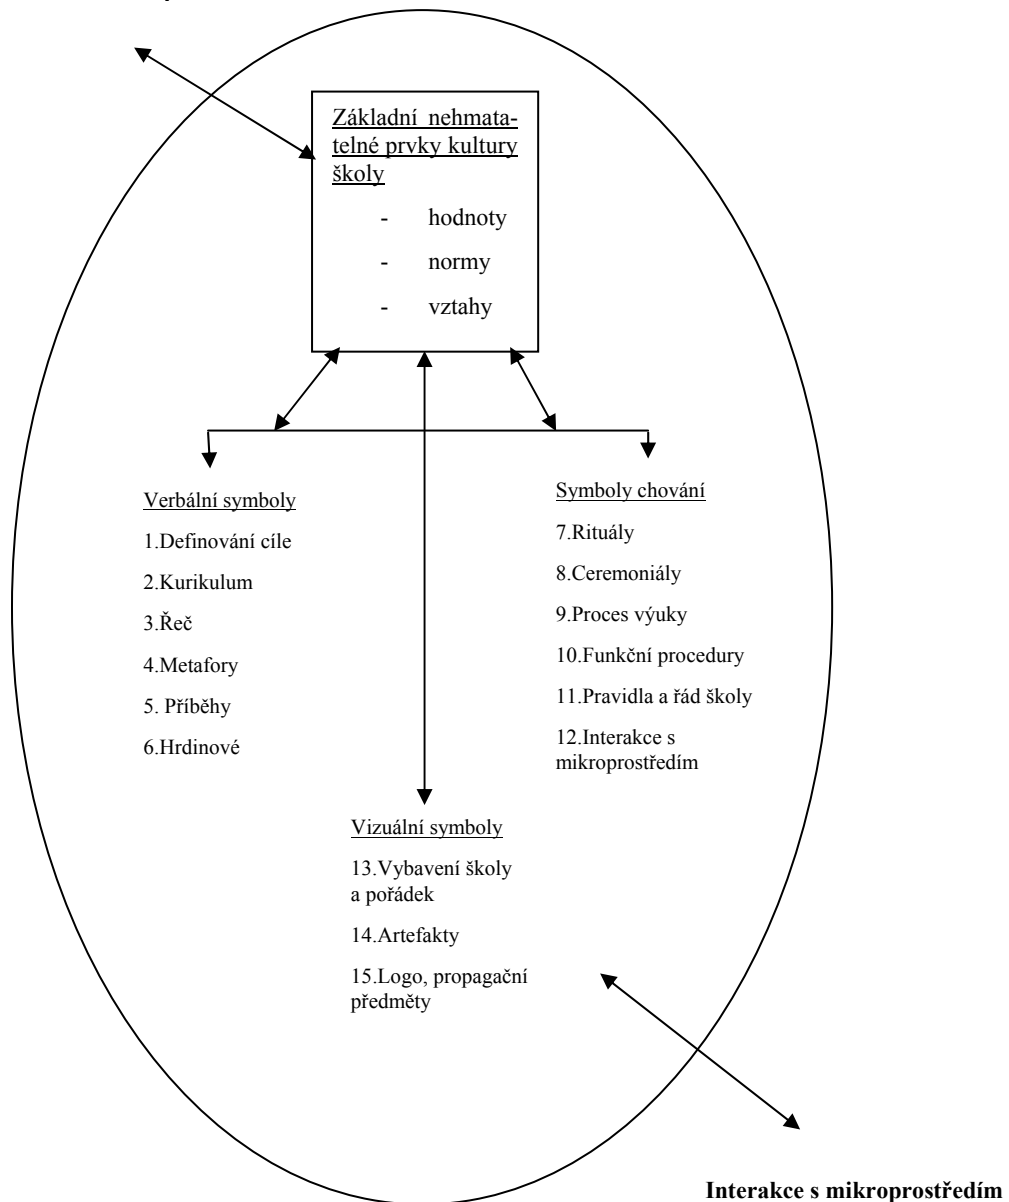 Základní nehmata-
telné prvky kultury
školy
- hodnoty
- normy
- vztahy
Verbální symboly
1.Definování cíle
2.Kurikulum
3.Řeč
4.Metafory
5. Příběhy
6.Hrdinové
Symboly chování
7.Rituály
8.Ceremoniály
9.Proces výuky
10.Funkční procedury
11.Pravidla a řád školy
12.Interakce s
mikroprostředím
Vizuální symboly
13.Vybavení školy
a pořádek
14.Artefakty
15.Logo, propagační
předměty
Interakce s mikroprostředím